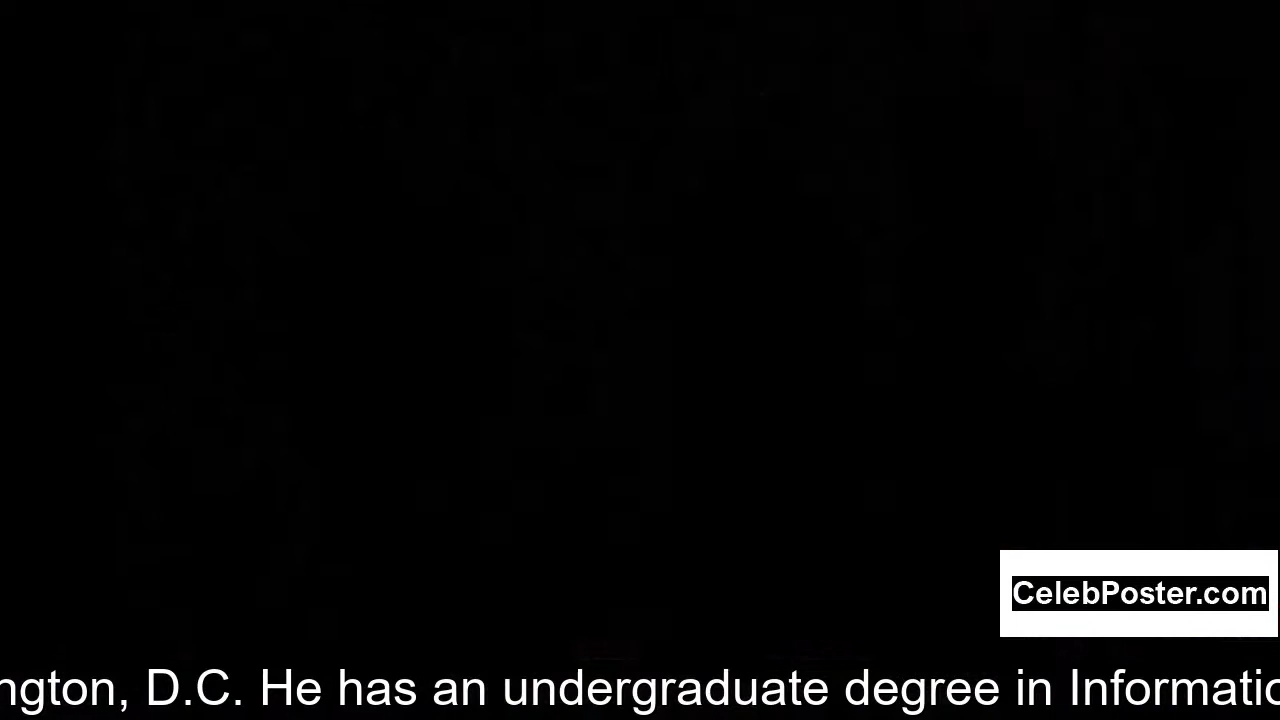 CelebPoster.com
ngton, D.C. He has an undergraduate degree in Informatic